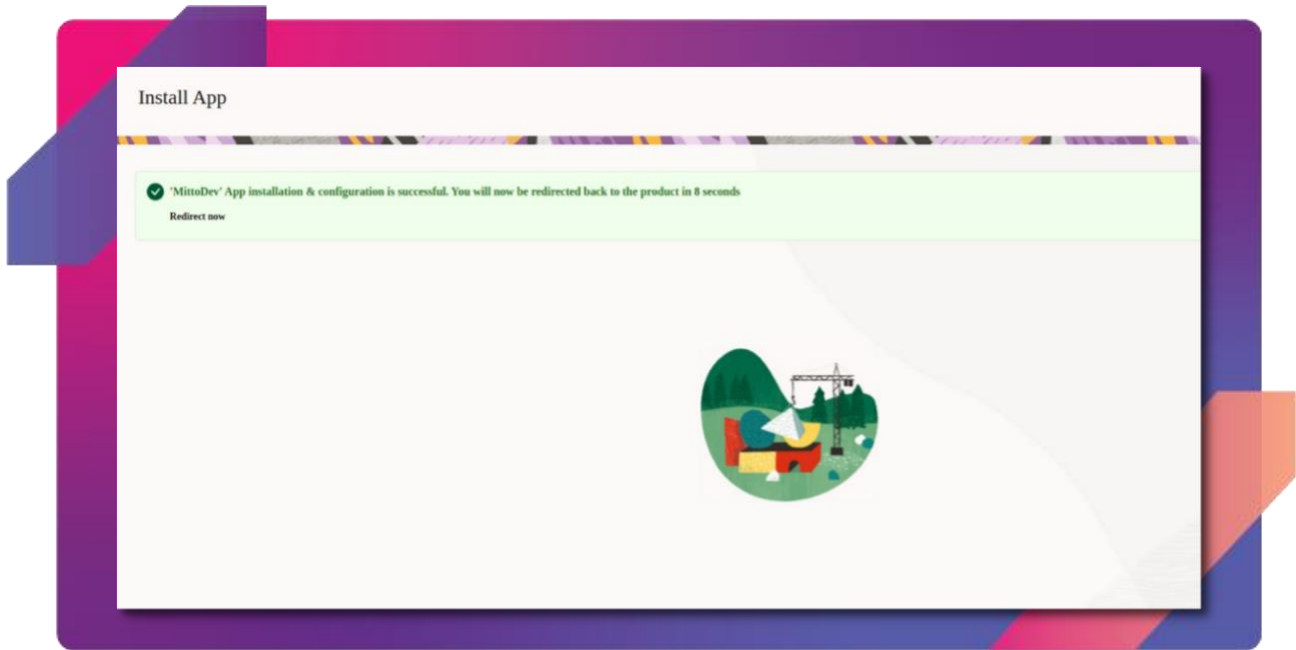 Install App
'MittoDev' App installation & configuration is successful. You will now be redirected back to the product in 8 seconds
Redirect now